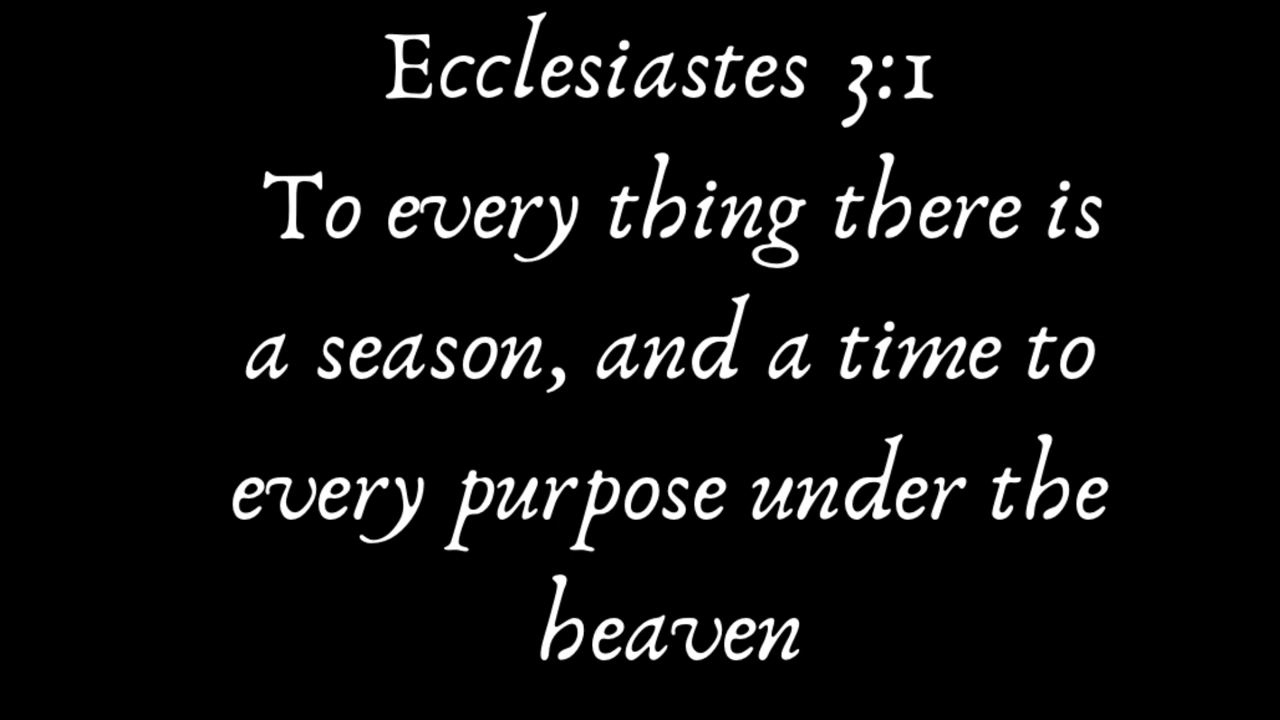 Ecclesiastes 3:1
To every thing there is
a season, and a time to
every purpose under the
heaven